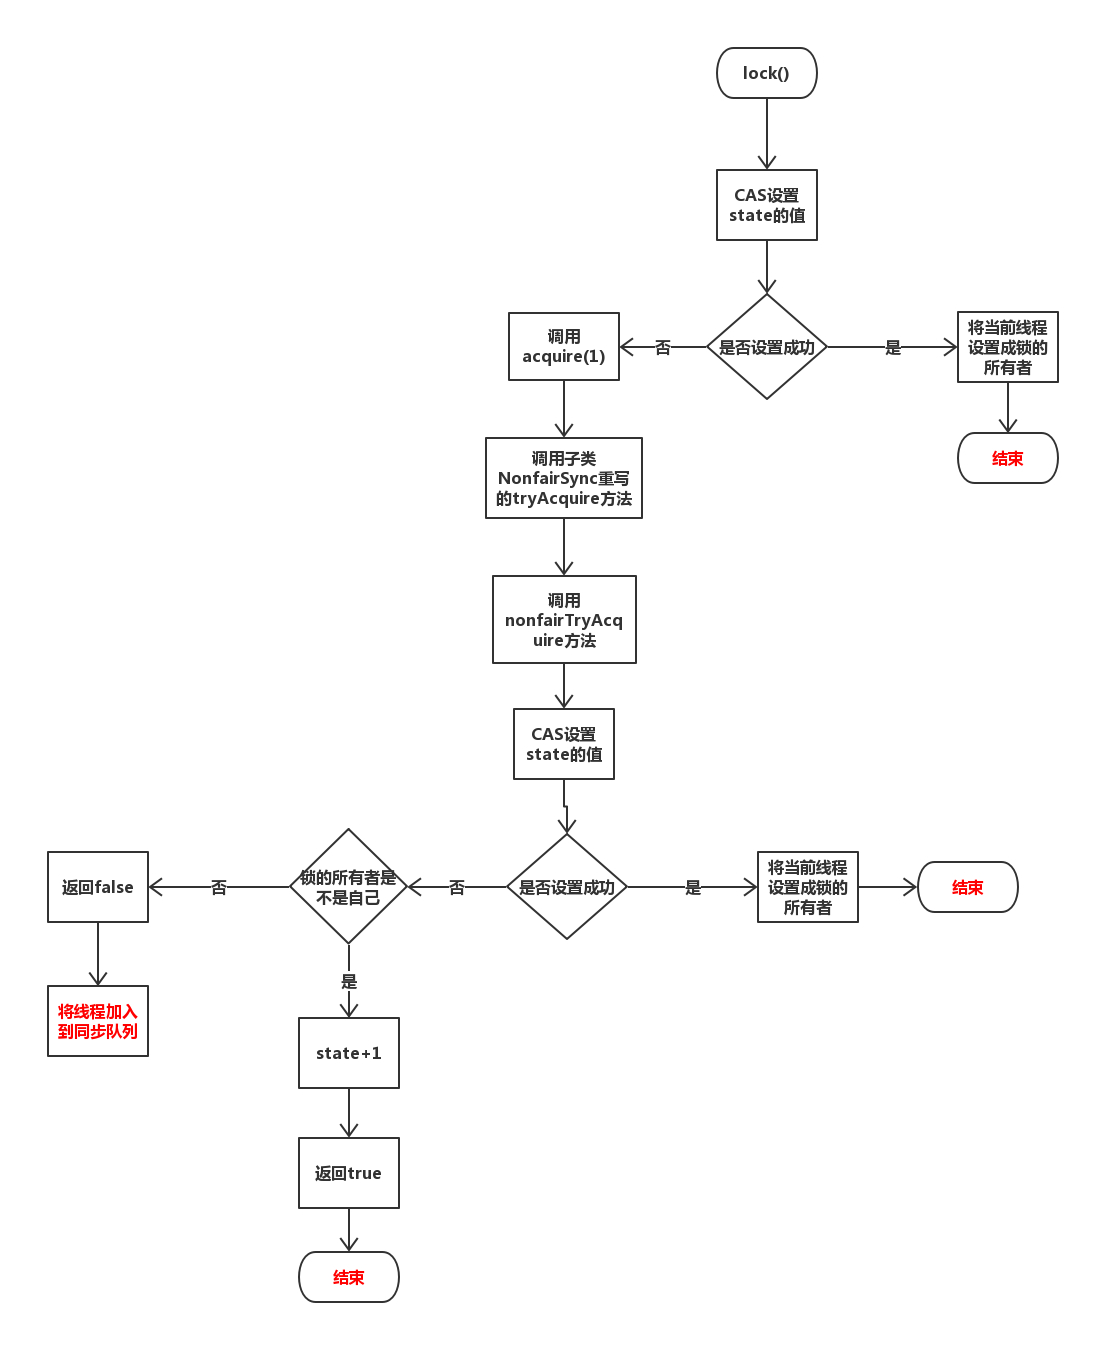 lock()
CAS设置
state的值
是否设置成功
否
是
调用
acquire(1)
将当前线程
设置成锁的
所有者
结束
调用子类
NonfairSync重写
的tryAcquire方法
调用
nonfairTryAcq
uire方法
CAS设置
state的值
是否设置成功
否
是
将当前线程
设置成锁的
所有者
结束
锁的所有者是
不是自己
否
返回false
将线程加入
到同步队列
是
state+1
返回true
结束